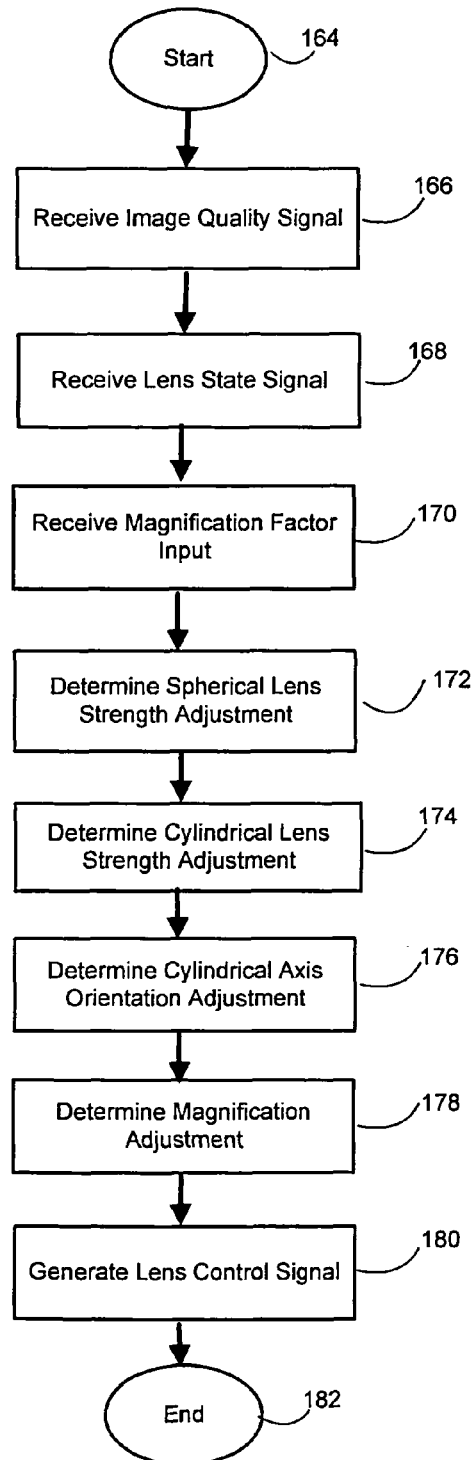 Start
164
Receive Image Quality Signal
166
Receive Lens State Signal
168
Receive Magnification Factor
Input
170
Determine Spherical Lens
Strength Adjustment
172
Determine Cylindrical Lens
Strength Adjustment
174
Determine Cylindrical Axis
Orientation Adjustment
176
Determine Magnification
Adjustment
178
Generate Lens Control Signal
180
End
182